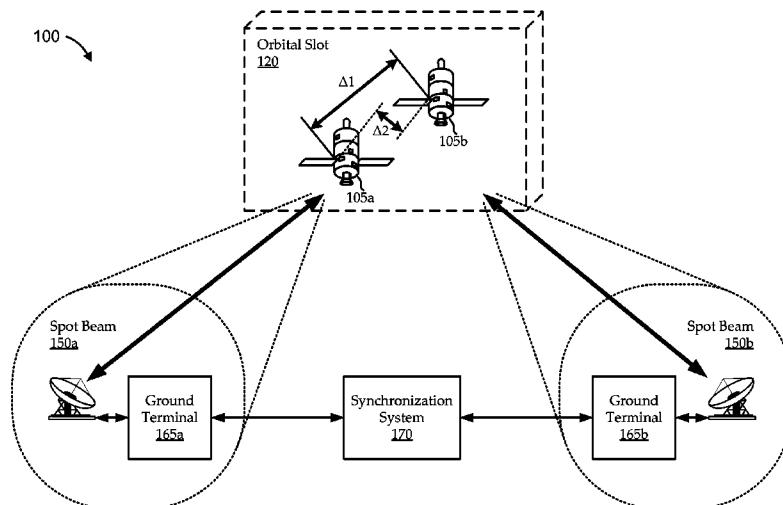 100
Orbital Slot
120
Δ1
Δ2
105b
105a
Spot Beam
150a
Spot Beam
150b
Ground
Terminal
165a
Synchronization
System
170
Ground
Terminal
165b